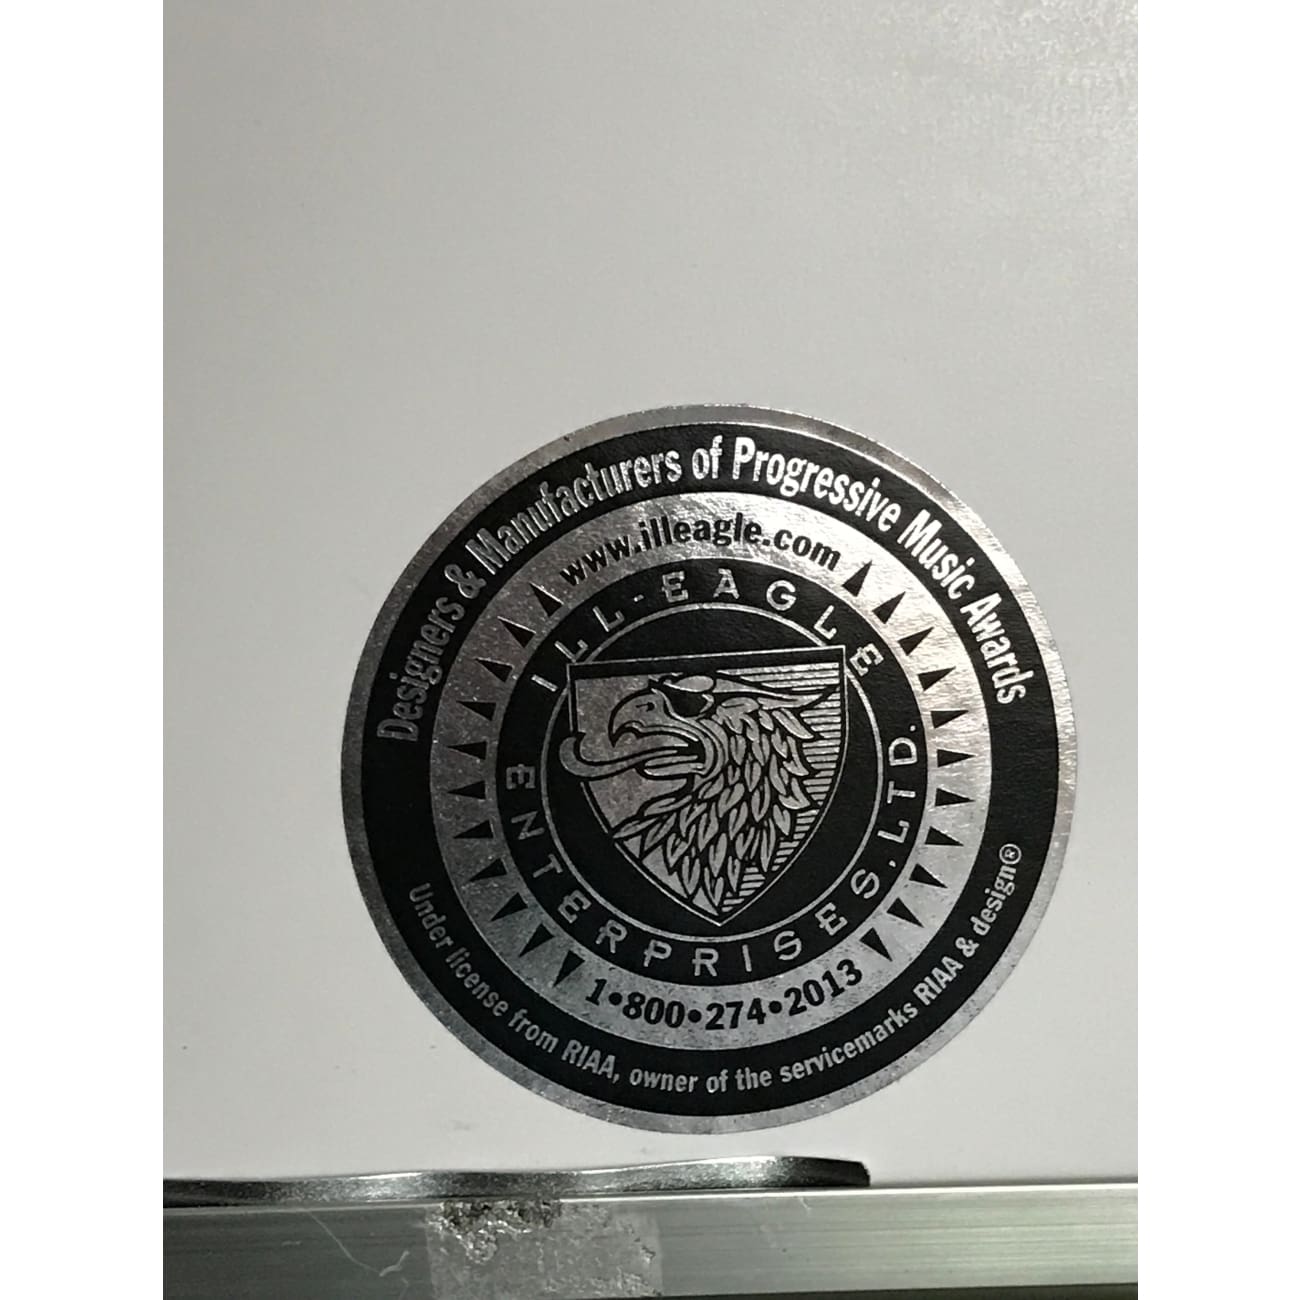 Designers & Manufacturers of Progressive Music Awards
www.illeagle.com
ILL-EAGLE
ENTERPRISES, LTD.
1•800•274•2013
Under license from RIAA, owner of the servicemarks RIAA & design®